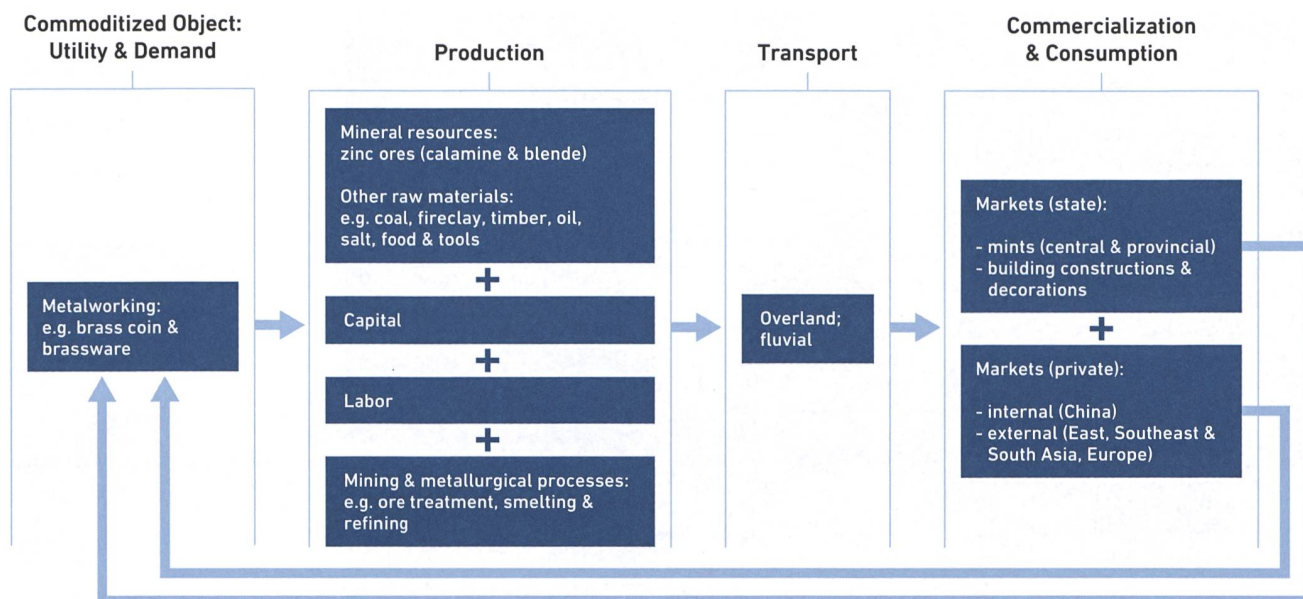 Commoditized Object:
Utility & Demand
Production
Transport
Commercialization
& Consumption
Metalworking:
e.g. brass coin &
brassware
Mineral resources:
zinc ores (calamine & blende)
Other raw materials:
e.g. coal, fireclay, timber, oil,
salt, food & tools
+
Capital
+
Labor
+
Mining & metallurgical processes:
e.g. ore treatment, smelting &
refining
Overland;
fluvial
Markets (state):
- mints (central & provincial)
- building constructions &
decorations
+
Markets (private):
- internal (China)
- external (East, Southeast &
South Asia, Europe)